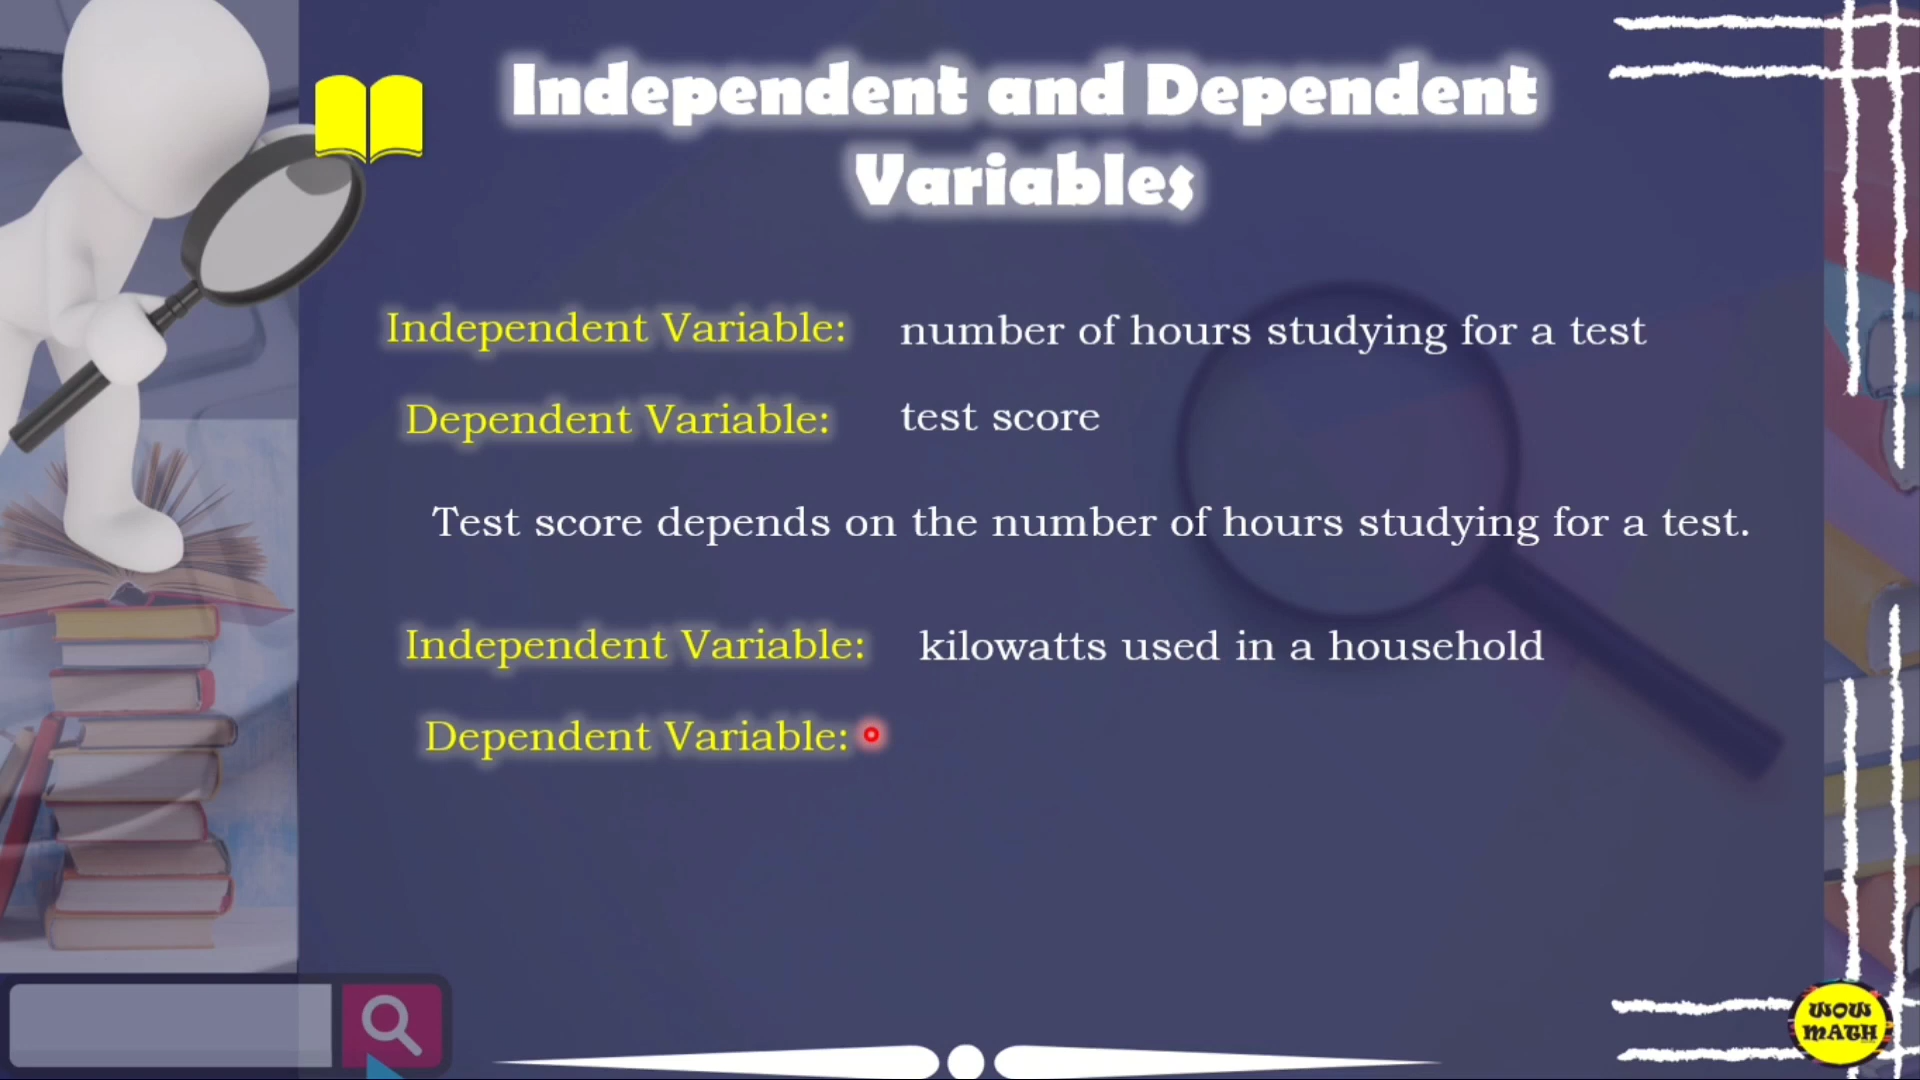 Independent and Dependent
Variables
Independent Variable: number of hours studying for a test
Dependent Variable: test score
Test score depends on the number of hours studying for a test.
Independent Variable: kilowatts used in a household
Dependent Variable:
WOW
MATH